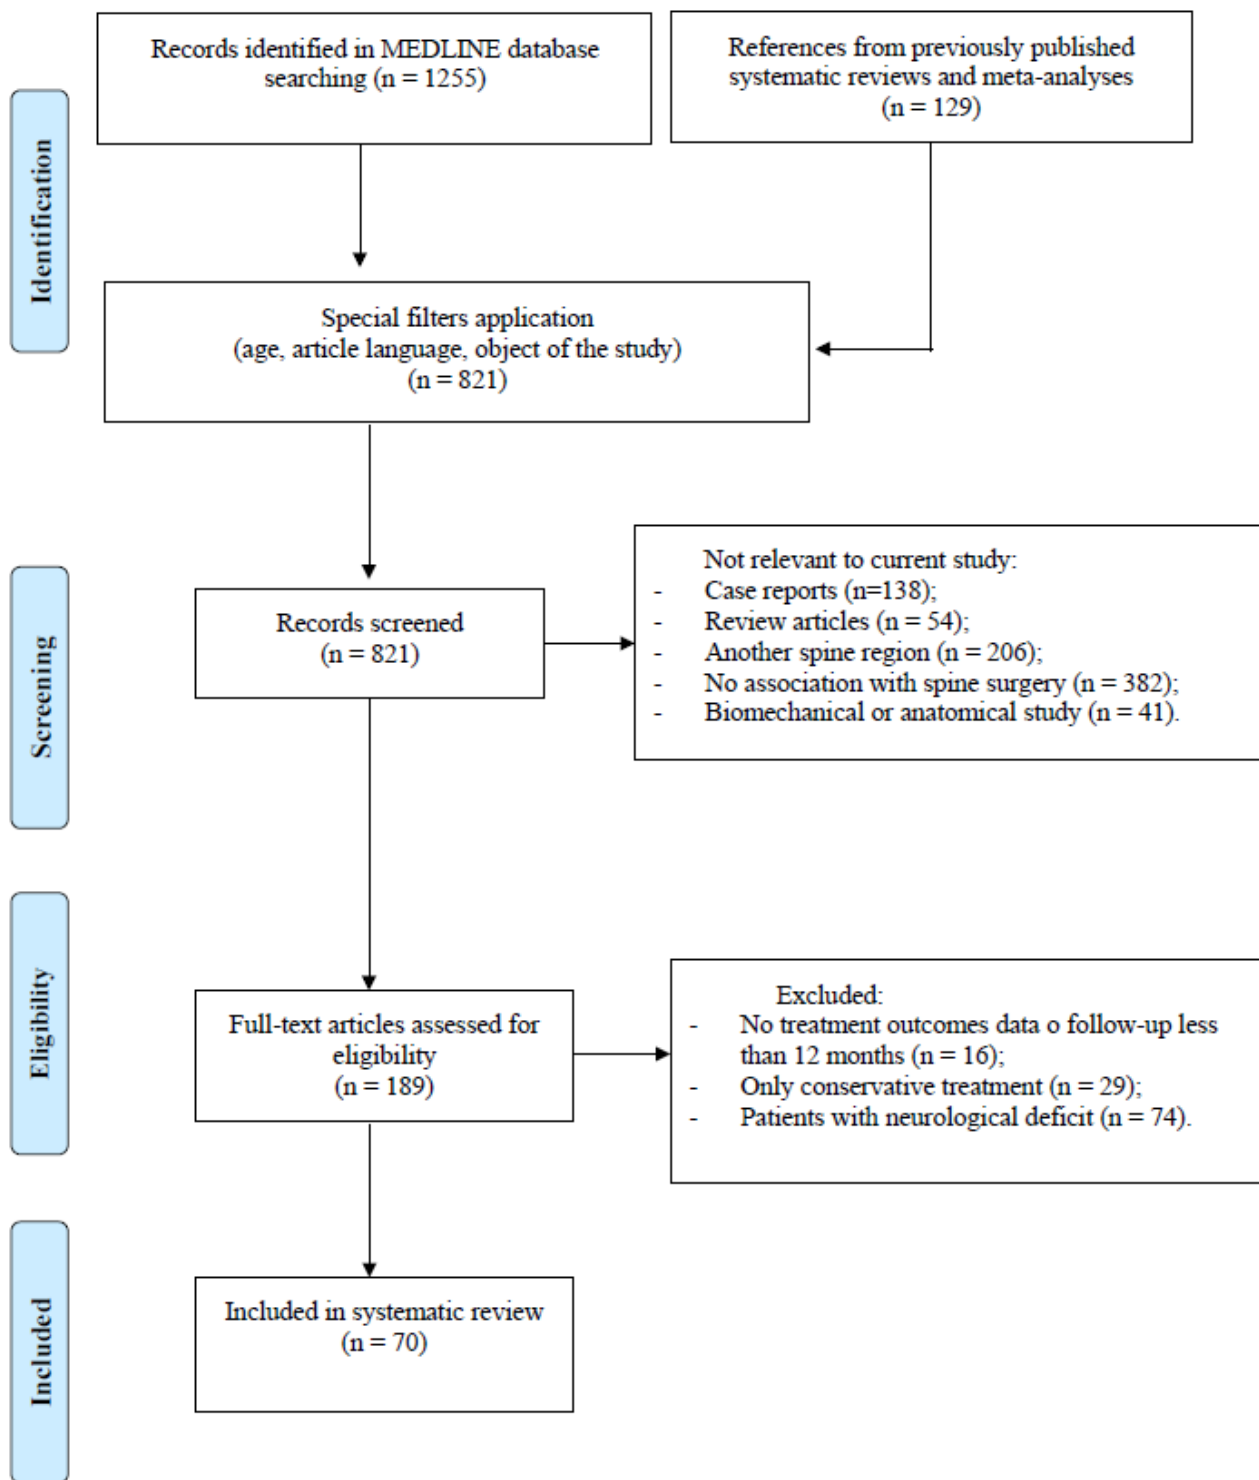 Identification
Records identified in MEDLINE database
searching (n = 1255)
References from previously published
systematic reviews and meta-analyses
(n = 129)
Special filters application
(age, article language, object of the study)
(n = 821)
Screening
Records screened
(n = 821)
Not relevant to current study:
- Case reports (n=138);
- Review articles (n = 54);
- Another spine region (n = 206);
- No association with spine surgery (n = 382);
- Biomechanical or anatomical study (n = 41).
Eligibility
Full-text articles assessed for
eligibility
(n = 189)
Excluded:
- No treatment outcomes data o follow-up less
than 12 months (n = 16);
- Only conservative treatment (n = 29);
- Patients with neurological deficit (n = 74).
Included
Included in systematic review
(n = 70)